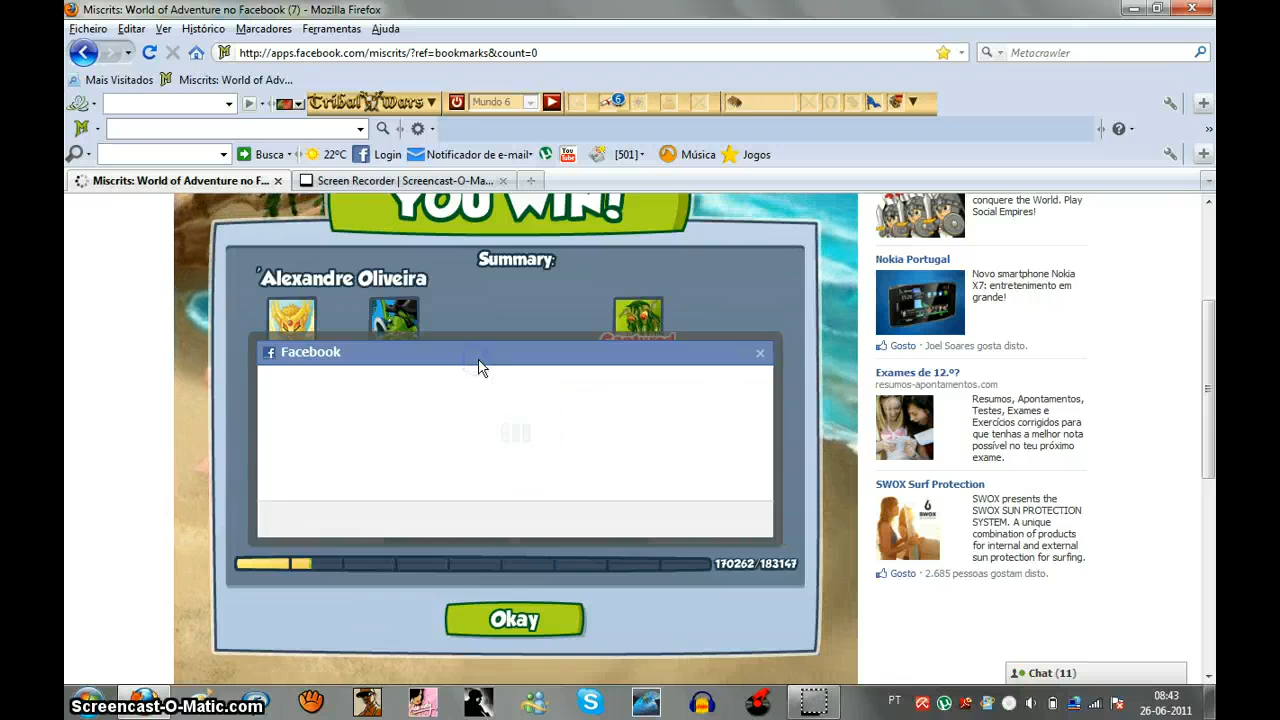 Miscrits: World of Adventure no Facebook (7) - Mozilla Firefox
Ficheiro Editar Ver Histórico Marcadores Ferramentas Ajuda
http://apps.facebook.com/miscrits/?ref=bookmarks&count=0
Metacrawler
Mais Visitados Miscrits: World of Adv...
Tribal Wars Mundo 6 6
Busca 22ºC Login Notificador de e-mail You Tube [501] Música Jogos
Miscrits: World of Adventure no F... Screen Recorder | Screencast-O-Ma...
YOU WIN!
Summary:
Alexandre Oliveira
Captured
Facebook
170262/183147
Okay
conquere the World. Play
Social Empires!
Nokia Portugal
Novo smartphone Nokia
X7: entretenimento em
grande!
Gosto · Joel Soares gosta disto.
Exames de 12.º?
resumos-apontamentos.com
Resumos, Apontamentos,
Testes, Exames e
Exercícios corrigidos para
que tenhas a melhor nota
possível no teu próximo
exame.
SWOX Surf Protection
SWOX presents the
SWOX SUN PROTECTION
SYSTEM. A unique
combination of products
for internal and external
sun protection for surfing.
Gosto · 2.685 pessoas gostam disto.
Chat (11)
PT
08:43
26-06-2011
Screencast-O-Matic.com